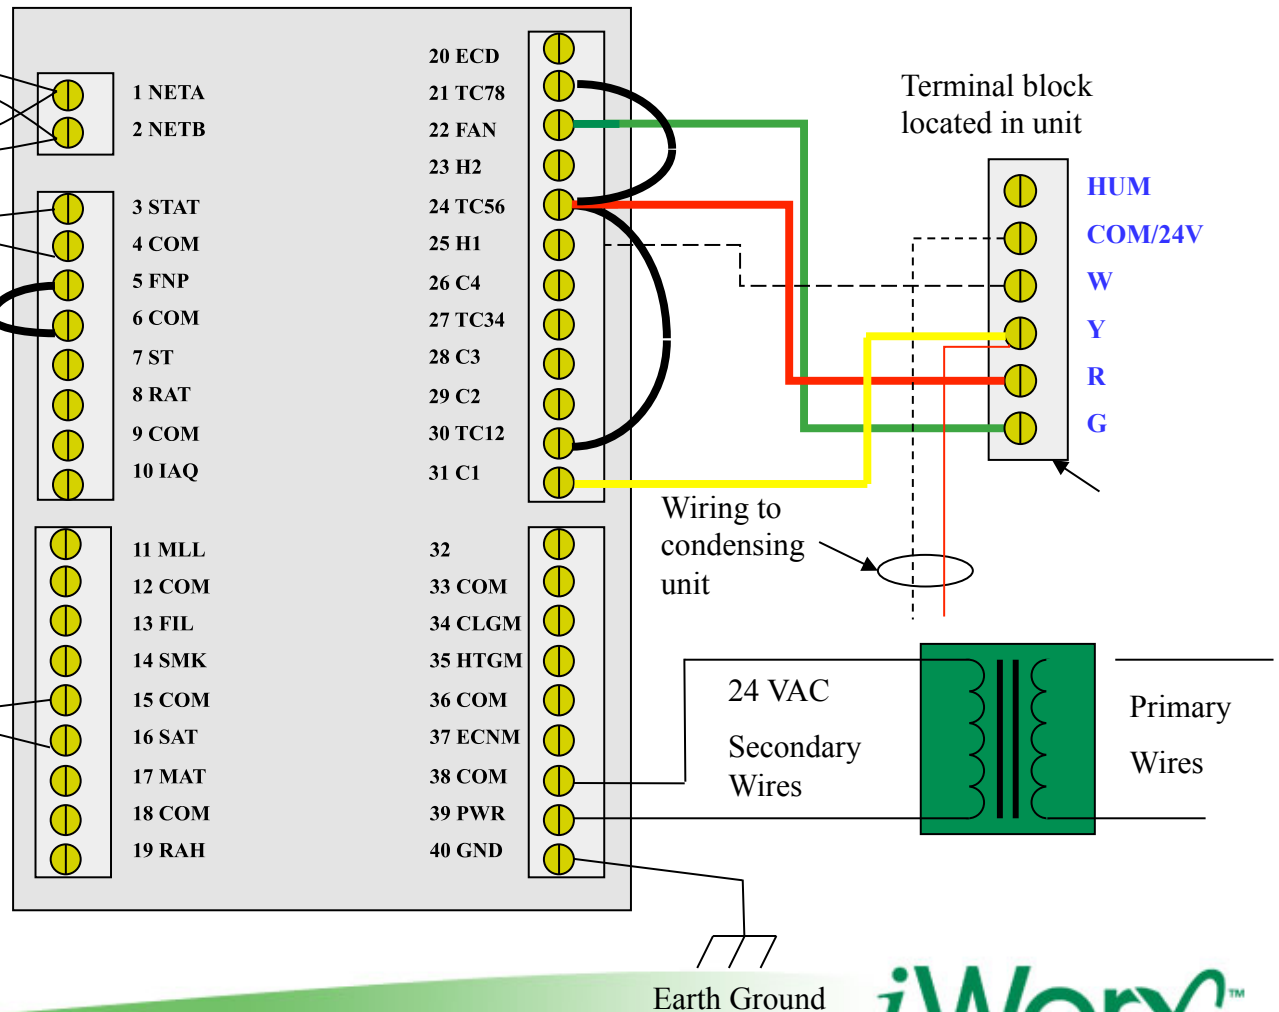 1 NETA
2 NETB
3 STAT
4 COM
5 FNP
6 COM
7 ST
8 RAT
9 COM
10 IAQ
11 MLL
12 COM
13 FIL
14 SMK
15 COM
16 SAT
17 MAT
18 COM
19 RAH
20 ECD
21 TC78
22 FAN
23 H2
24 TC56
25 H1
26 C4
27 TC34
28 C3
29 C2
30 TC12
31 C1
32
33 COM
34 CLGM
35 HTGM
36 COM
37 ECNM
38 COM
39 PWR
40 GND
Terminal block
located in unit
HUM
COM/24V
W
Y
R
G
Wiring to
condensing
unit
24 VAC
Secondary
Wires
Primary
Wires
Earth Ground
iWorx™